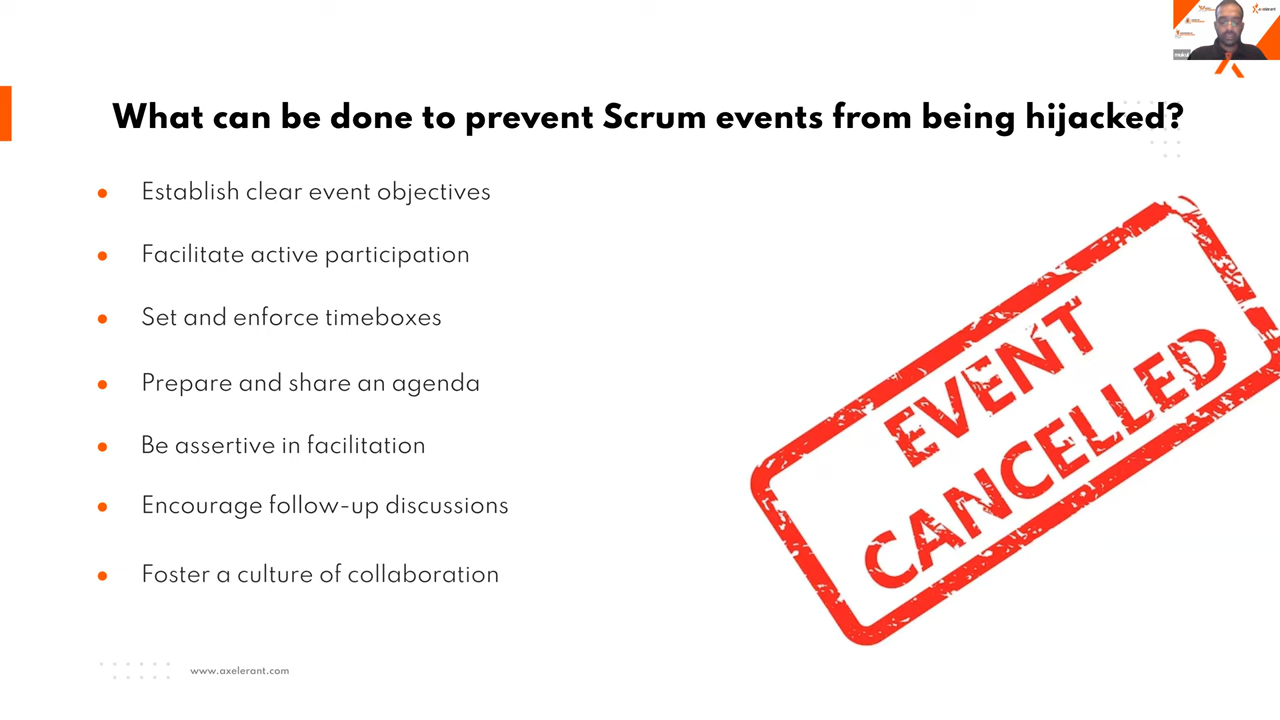 What can be done to prevent Scrum events from being hijacked?
Establish clear event objectives
Facilitate active participation
Set and enforce timeboxes
Prepare and share an agenda
Be assertive in facilitation
Encourage follow-up discussions
Foster a culture of collaboration
EVENT
CANCELLED
www.axelerant.com